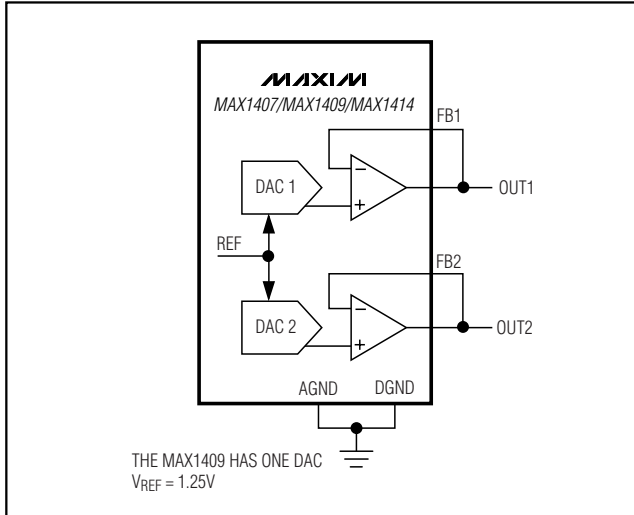 MAXIM
MAX1407/MAX1409/MAX1414
FB1
DAC 1
−
+
OUT1
REF
FB2
DAC 2
−
+
OUT2
AGND DGND
THE MAX1409 HAS ONE DAC
VREF = 1.25V